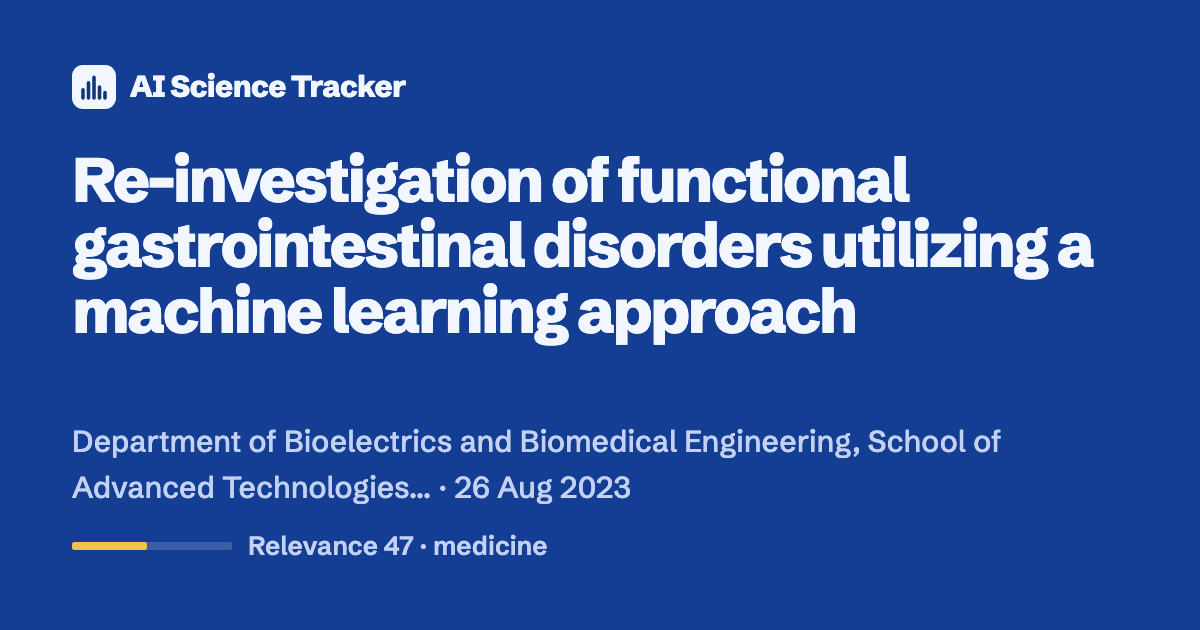 AI Science Tracker
Re-investigation of functional
gastrointestinal disorders utilizing a
machine learning approach
Department of Bioelectrics and Biomedical Engineering, School of
Advanced Technologies... · 26 Aug 2023
Relevance 47 · medicine